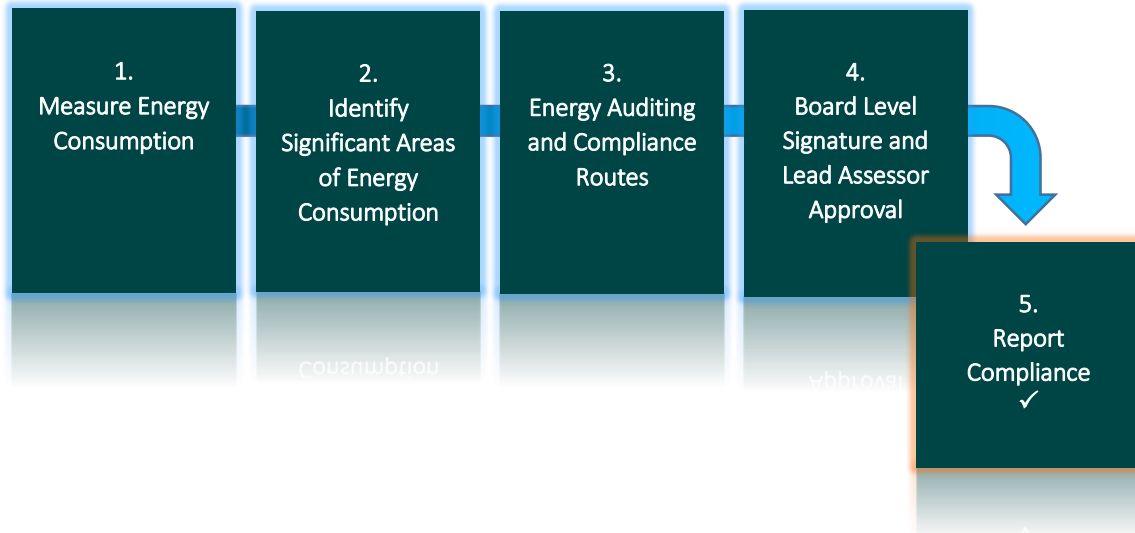 1.
Measure Energy
Consumption
2.
Identify
Significant Areas
of Energy
Consumption
3.
Energy Auditing
and Compliance
Routes
4.
Board Level
Signature and
Lead Assessor
Approval
5.
Report
Compliance
✓